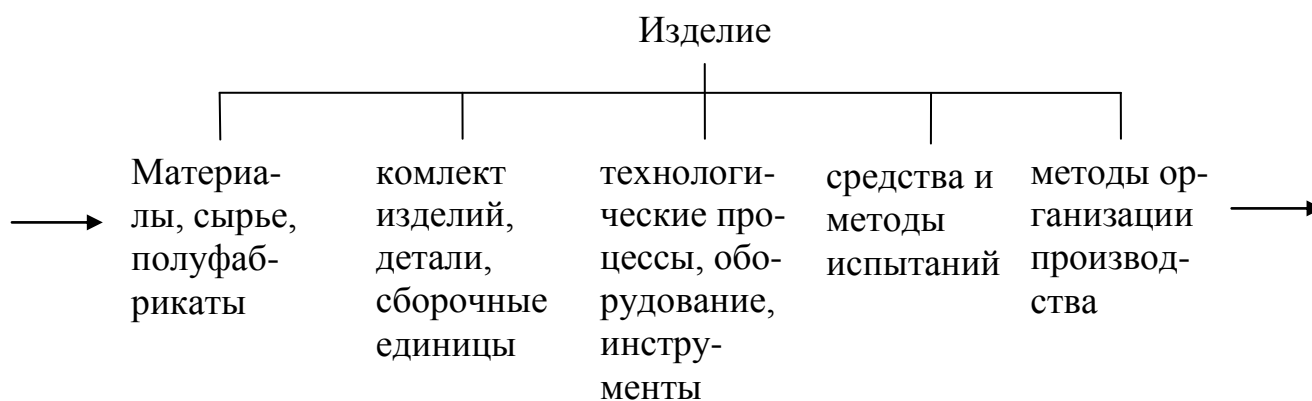 Изделие
Материа-
лы, сырье,
полуфаб-
рикаты
комлект
изделий,
детали,
сборочные
единицы
технологи-
ческие про-
цессы, обо-
рудование,
инстру-
менты
средства и
методы
испытаний
методы ор-
ганизации
производ-
ства